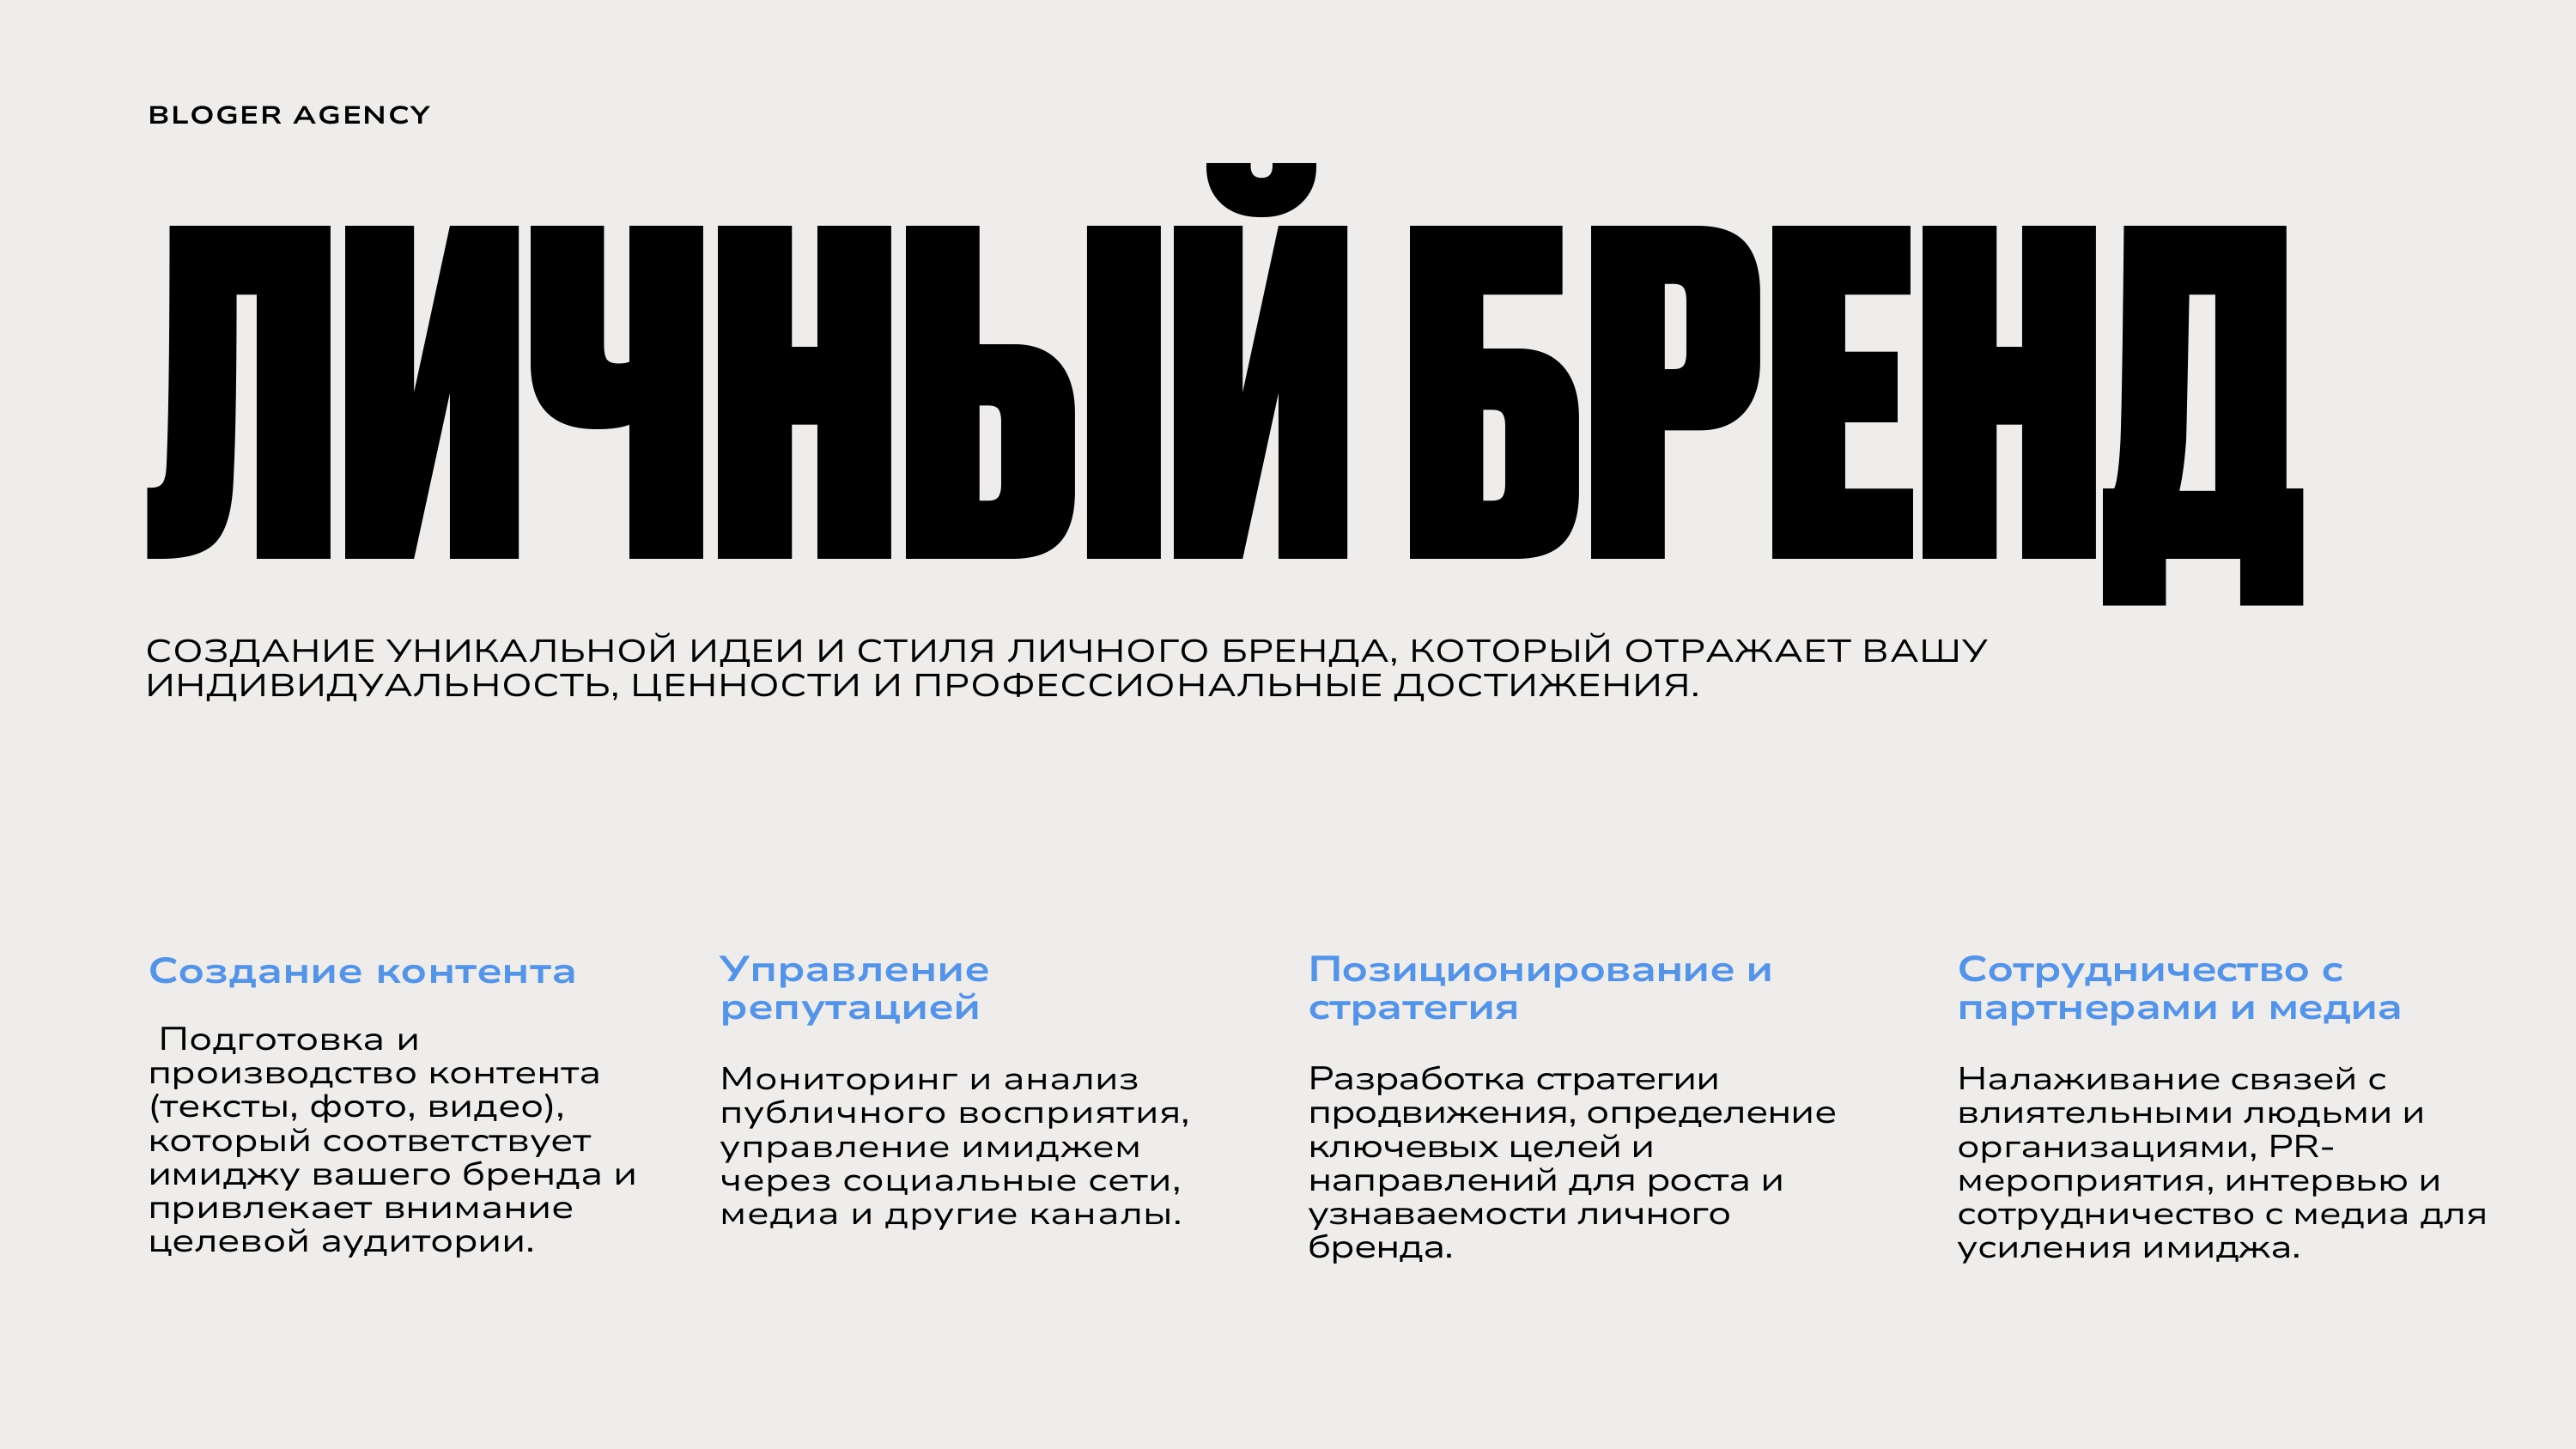 BLOGER AGENCY
ЛИЧНЫЙ БРЕНД
СОЗДАНИЕ УНИКАЛЬНОЙ ИДЕИ И СТИЛЯ ЛИЧНОГО БРЕНДА, КОТОРЫЙ ОТРАЖАЕТ ВАШУ
ИНДИВИДУАЛЬНОСТЬ, ЦЕННОСТИ И ПРОФЕССИОНАЛЬНЫЕ ДОСТИЖЕНИЯ.
Создание контента
Подготовка и
производство контента
(тексты, фото, видео),
который соответствует
имиджу вашего бренда и
привлекает внимание
целевой аудитории.
Управление
репутацией
Мониторинг и анализ
публичного восприятия,
управление имиджем
через социальные сети,
медиа и другие каналы.
Позиционирование и
стратегия
Разработка стратегии
продвижения, определение
ключевых целей и
направлений для роста и
узнаваемости личного
бренда.
Сотрудничество с
партнерами и медиа
Налаживание связей с
влиятельными людьми и
организациями, PR-
мероприятия, интервью и
сотрудничество с медиа для
усиления имиджа.